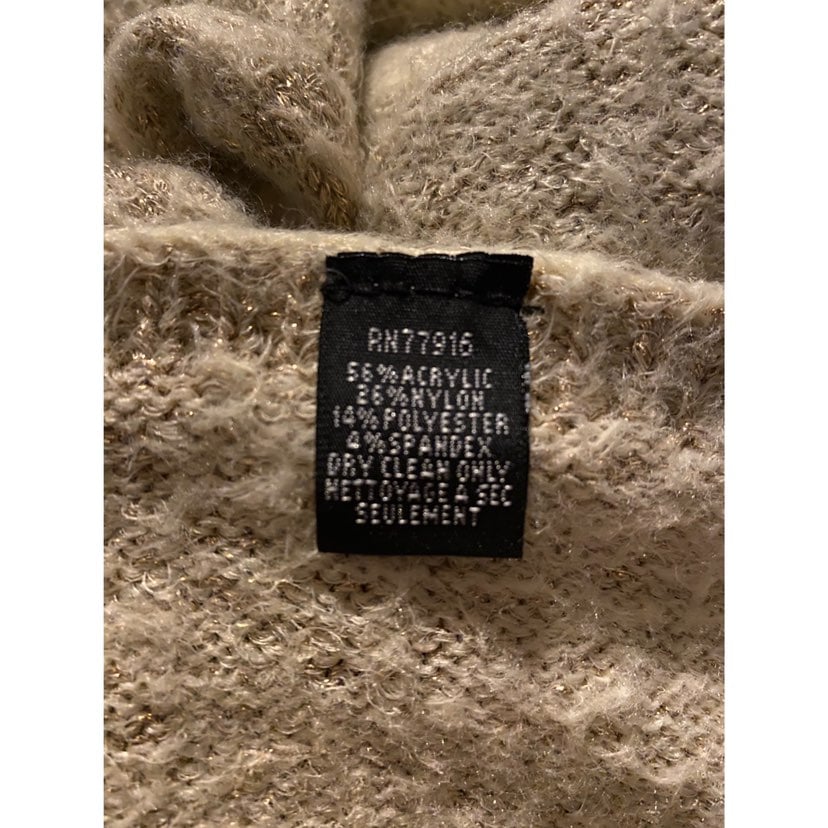 RN77916
56%ACRYLIC
26%NYLON
14%POLYESTER
4%SPANDEX
DRY CLEAN ONLY
NETTOYAGE A SEC
SEULEMENT